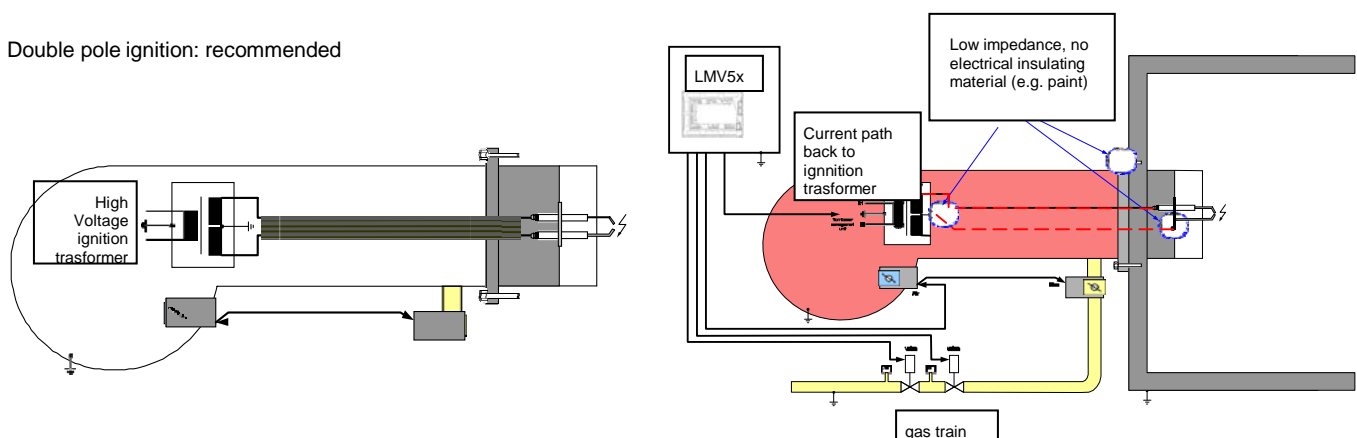 Double pole ignition: recommended
High
Voltage
ignition
trasformer
LMV5x
Low impedance, no
electrical insulating
material (e.g. paint)
Current path
back to
ignnition
trasformer
gas train